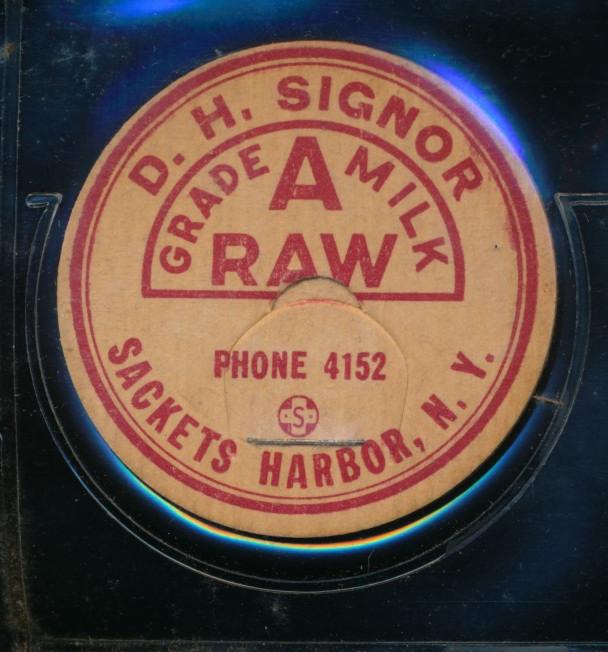 D. H. SIGNOR
GRADE A MILK
RAW
PHONE 4152
S
SACKETS HARBOR, N. Y.